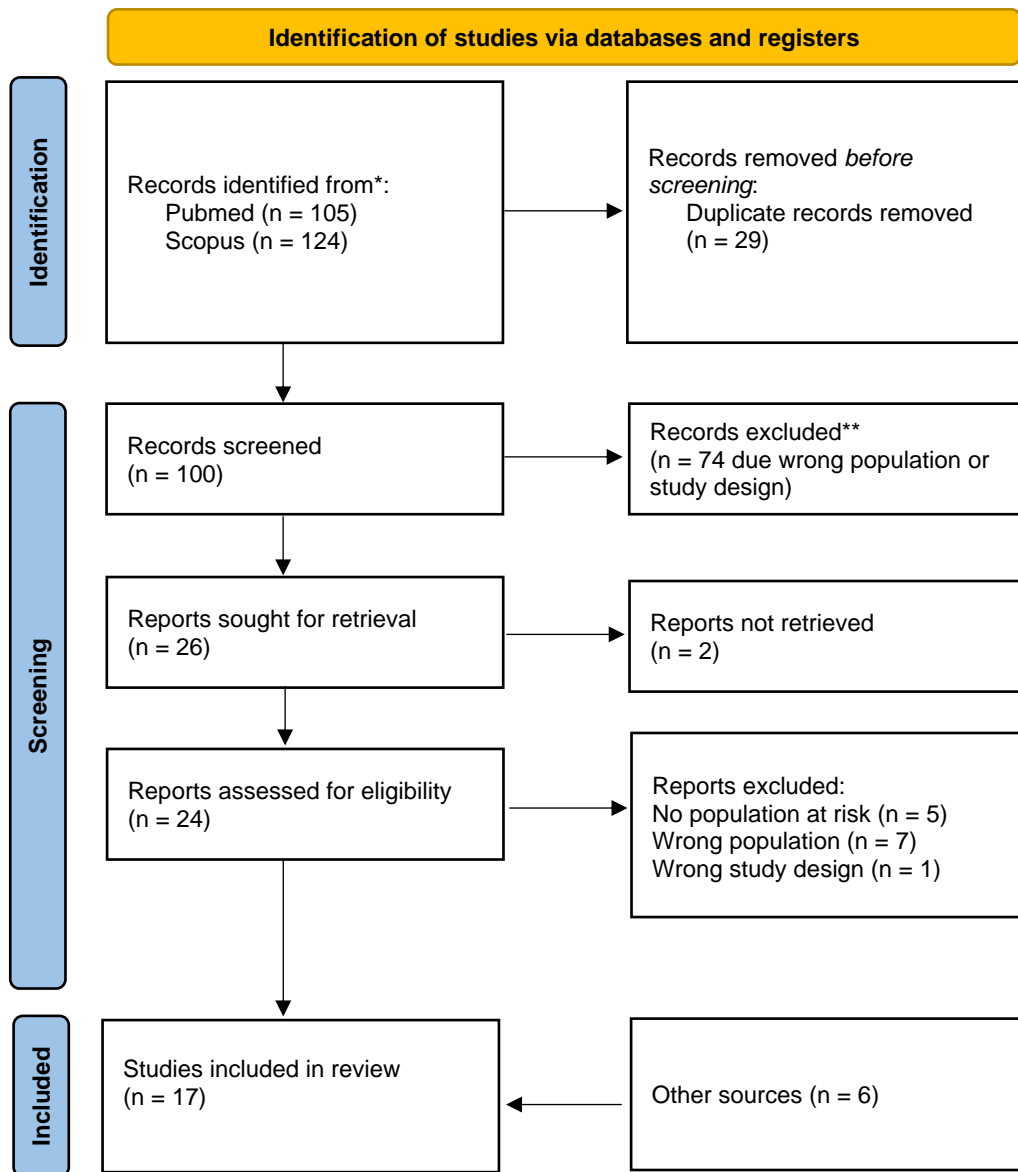 Identification of studies via databases and registers
Identification
Records identified from*:
Pubmed (n = 105)
Scopus (n = 124)
Records removed before
screening:
Duplicate records removed
(n = 29)
Screening
Records screened
(n = 100)
Records excluded**
(n = 74 due wrong population or
study design)
Reports sought for retrieval
(n = 26)
Reports not retrieved
(n = 2)
Reports assessed for eligibility
(n = 24)
Reports excluded:
No population at risk (n = 5)
Wrong population (n = 7)
Wrong study design (n = 1)
Included
Studies included in review
(n = 17)
Other sources (n = 6)